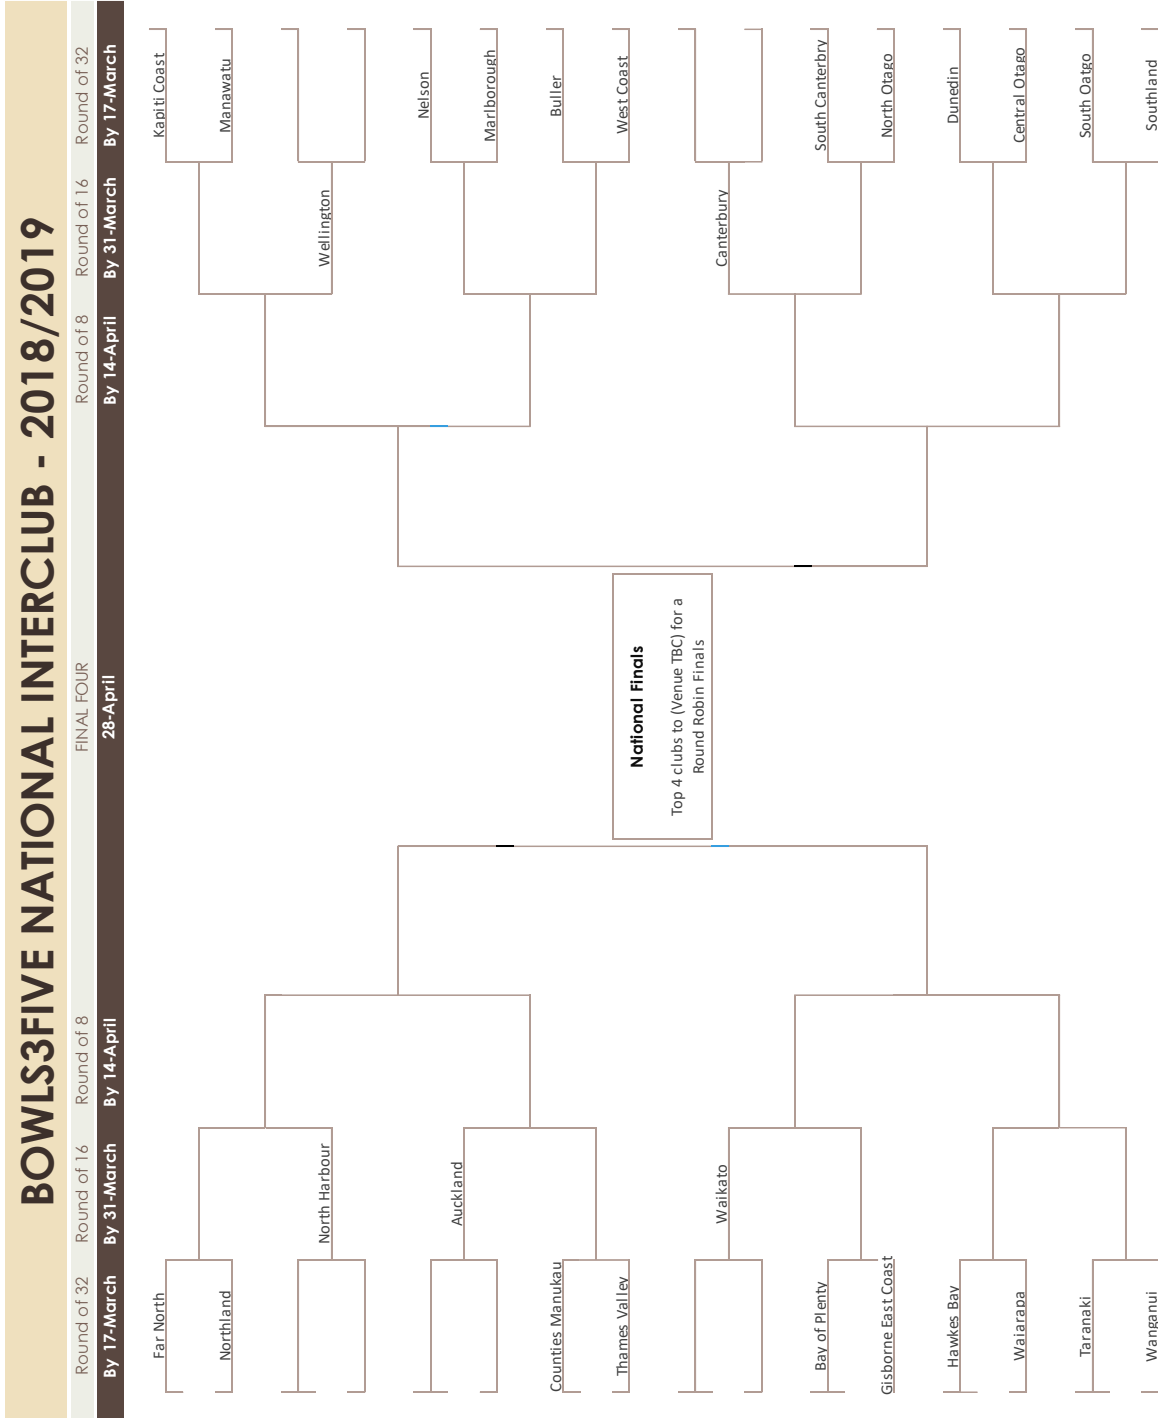 BOWLS3FIVE NATIONAL INTERCLUB - 2018/2019
Round of 32
Round of 16
Round of 8
FINAL FOUR
Round of 8
Round of 16
Round of 32
By 17-March
By 31-March
By 14-April
28-April
By 14-April
By 31-March
By 17-March
Far North
Northland
North Harbour
Auckland
Counties Manukau
Thames Valley
Waikato
Bay of Plenty
Gisborne East Coast
Hawkes Bay
Waiarapa
Taranaki
Wanganui
National Finals
Top 4 clubs to (Venue TBC) for a
Round Robin Finals
Kapiti Coast
Manawatu
Wellington
Nelson
Marlborough
Buller
West Coast
Canterbury
South Canterbry
North Otago
Dunedin
Central Otago
South Oatgo
Southland